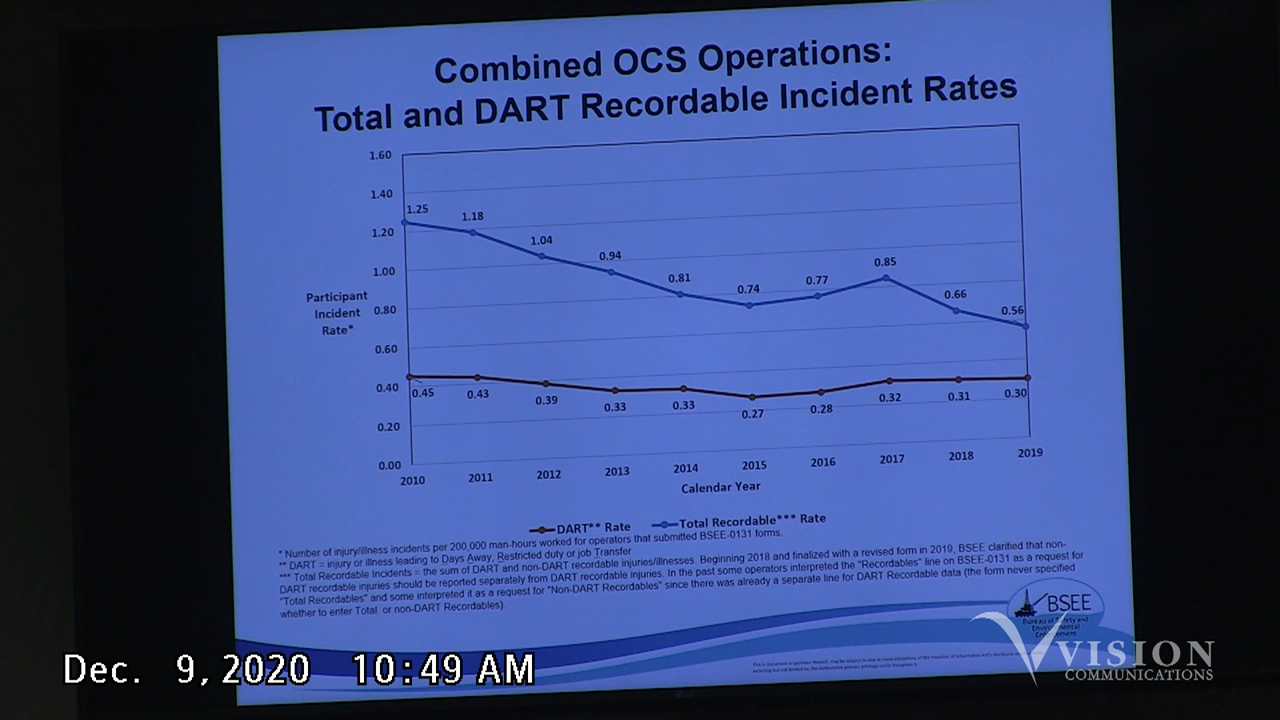 Combined OCS Operations:
Total and DART Recordable Incident Rates
1.60
1.40
1.20
1.00
0.80
0.60
0.40
0.20
0.00
Participant
Incident
Rate*
1.25
1.18
1.04
0.94
0.81
0.74
0.77
0.85
0.66
0.56
0.45
0.43
0.39
0.33
0.33
0.27
0.28
0.32
0.31
0.30
2010
2011
2012
2013
2014
2015
2016
2017
2018
2019
Calendar Year
DART** Rate
Total Recordable*** Rate
* Number of injury/illness incidents per 200,000 man-hours worked for operators that submitted BSEE-0131 forms.
** DART = injury or illness leading to Days Away, Restricted duty or job Transfer
*** Total Recordable Incidents = the sum of DART and non-DART recordable injuries/illnesses. Beginning 2018 and finalized with a revised form in 2019, BSEE clarified that non-
DART recordable injuries should be reported separately from DART recordable injuries. In the past some operators interpreted the "Recordables" line on BSEE-0131 as a request for
"Total Recordables" and some interpreted it as a request for "Non-DART Recordables" since there was already a separate line for DART Recordable data (the form never specified
whether to enter Total or non-DART Recordables)
BSEE
Bureau of Safety and
Environmental
Enforcement
VISION
COMMUNICATIONS
Dec. 9, 2020 10:49 AM